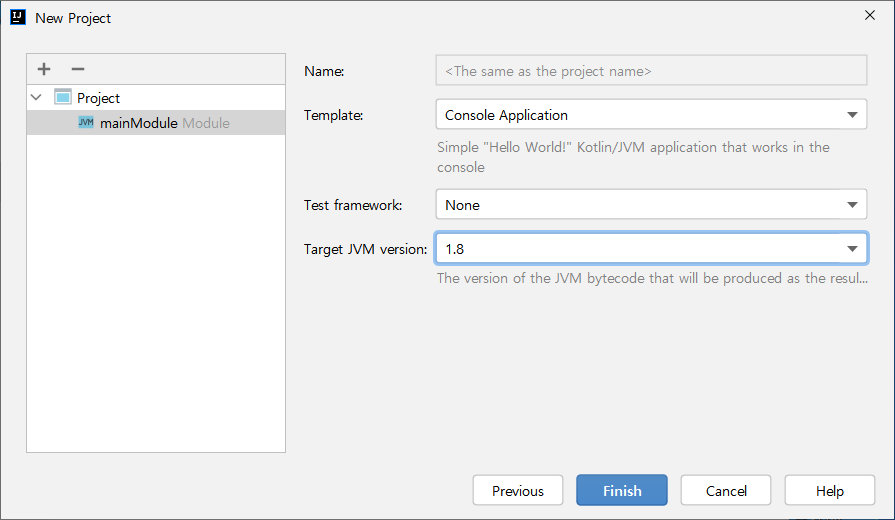 New Project
Project
JVM mainModule Module
Name: <The same as the project name>
Template: Console Application
Simple "Hello World!" Kotlin/JVM application that works in the
console
Test framework: None
Target JVM version: 1.8
The version of the JVM bytecode that will be produced as the resul...
Previous Finish Cancel Help